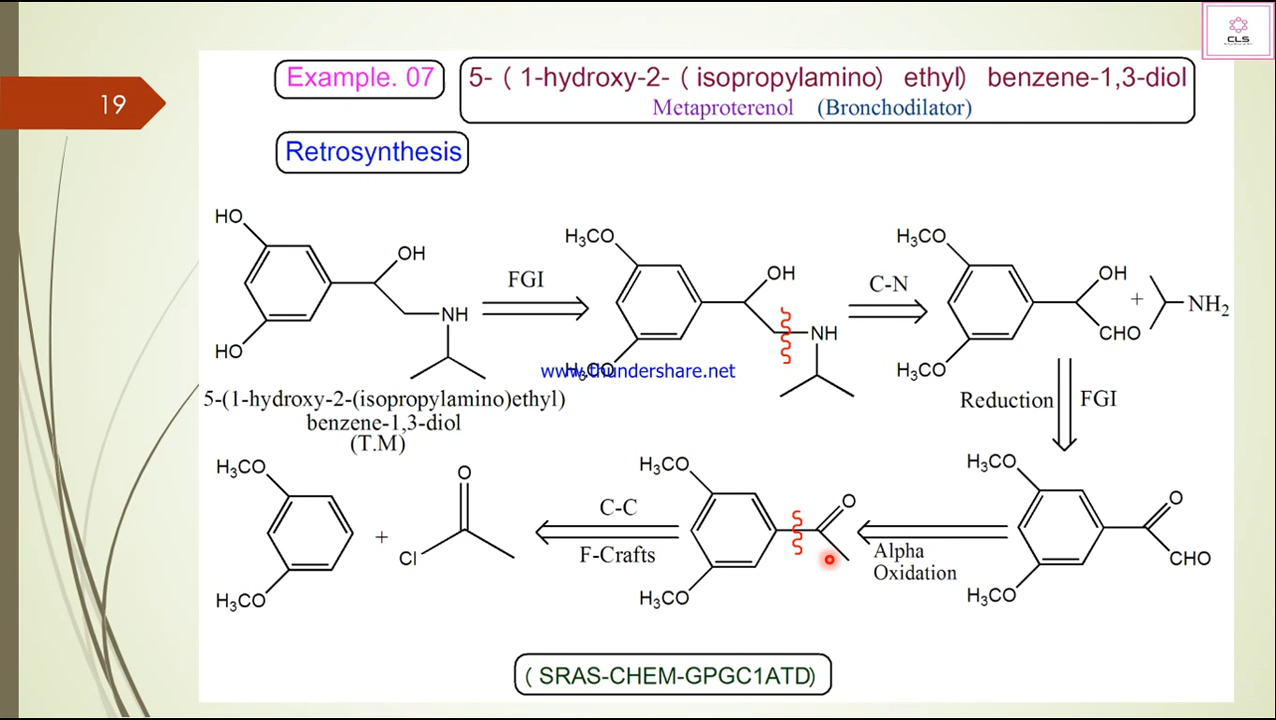 CLS
19
Example. 07
5- ( 1-hydroxy-2- ( isopropylamino) ethyl) benzene-1,3-diol
Metaproterenol (Bronchodilator)
Retrosynthesis
HO
OH
NH
HO
FGI
H₃CO
OH
NH
H₃CO
www.thundershare.net
C-N
H₃CO
OH
CHO
H₃CO
+
NH₂
5-(1-hydroxy-2-(isopropylamino)ethyl)
benzene-1,3-diol
(T.M)
Reduction
FGI
H₃CO
H₃CO
+
O
Cl
C-C
F-Crafts
H₃CO
O
H₃CO
Alpha
Oxidation
H₃CO
O
CHO
H₃CO
( SRAS-CHEM-GPGC1ATD)